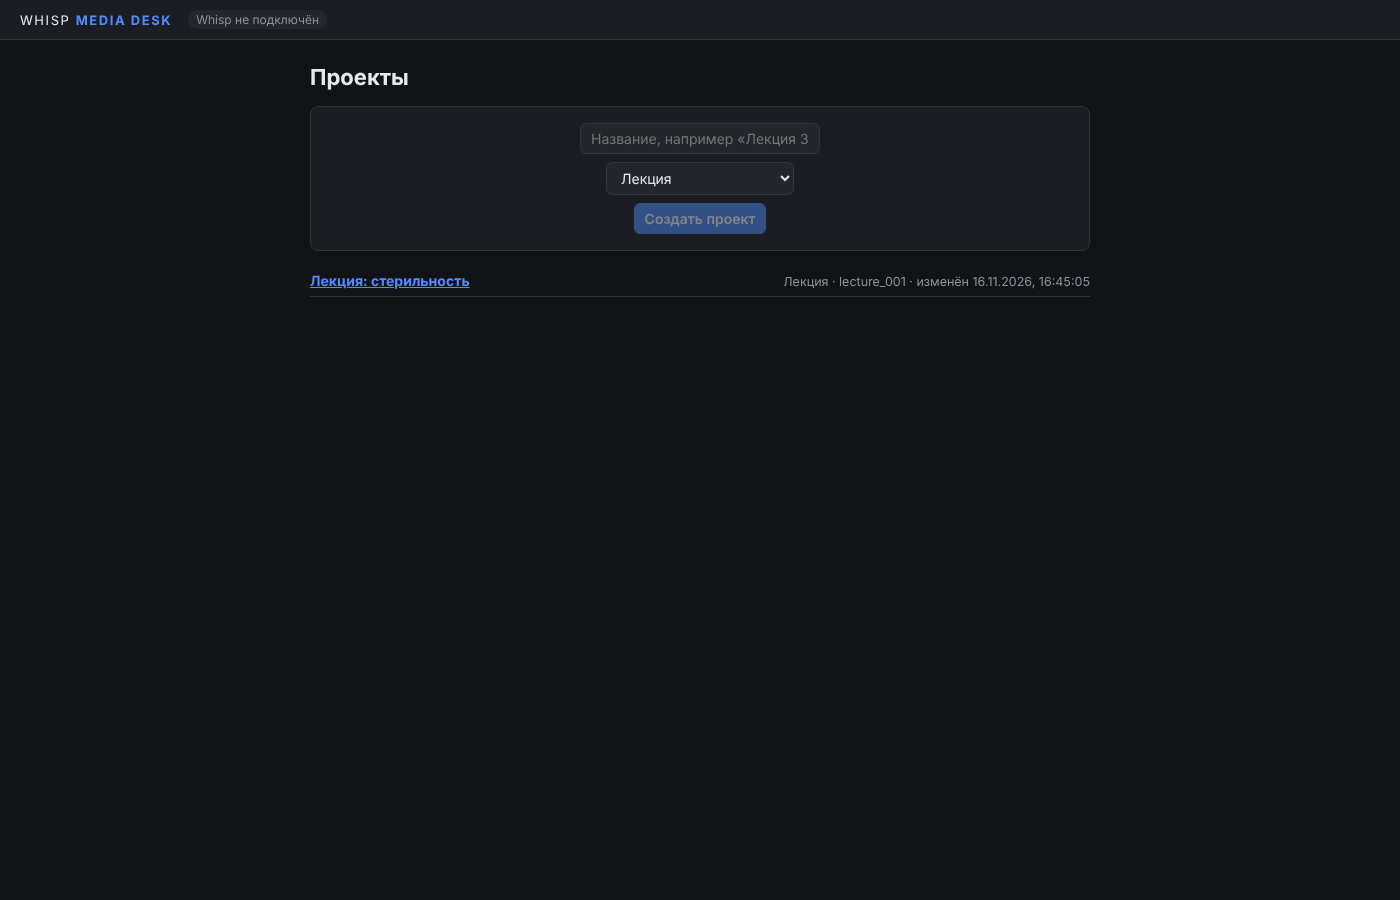 WHISP MEDIA DESK Whisp не подключён
Проекты
Название, например «Лекция 3
Лекция
Создать проект
Лекция: стерильность Лекция · lecture_001 · изменён 16.11.2026, 16:45:05